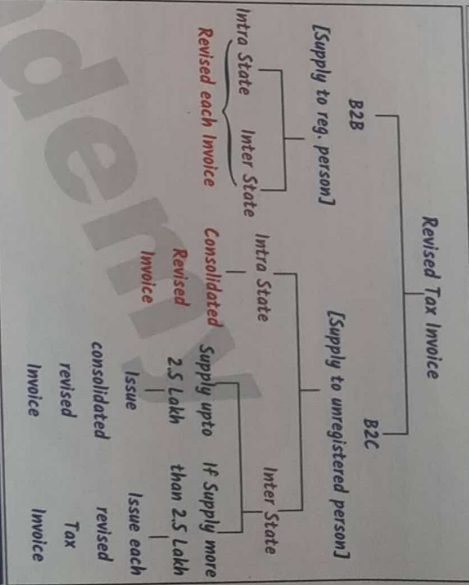 Revised Tax Invoice
B2B
B2C
[Supply to reg. person]
[Supply to unregistered person]
Intra State
Inter State
Revised each Invoice
Intra State
Inter State
Consolidated
Revised
Invoice
Supply upto
2.5 Lakh
Issue
consolidated
revised
Invoice
If Supply more
than 2.5 Lakh
Issue each
revised
Tax
Invoice
demy